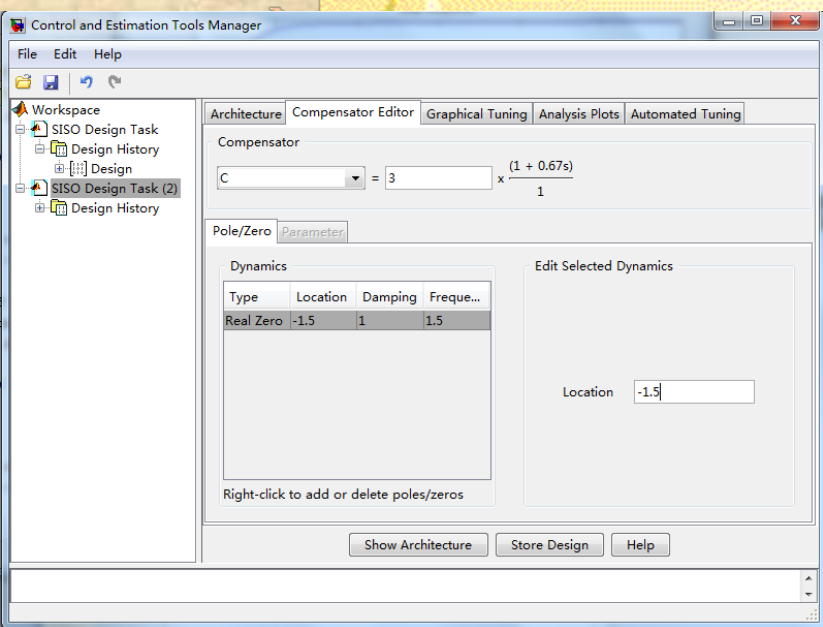 Control and Estimation Tools Manager
File Edit Help
Workspace
SISO Design Task
Design History
Design
SISO Design Task (2)
Design History
Architecture Compensator Editor Graphical Tuning Analysis Plots Automated Tuning
Compensator
C = 3 x (1 + 0.67s)
1
Pole/Zero Parameter
Dynamics
Type Location Damping Freque...
Real Zero -1.5 1 1.5
Right-click to add or delete poles/zeros
Edit Selected Dynamics
Location -1.5
Show Architecture Store Design Help